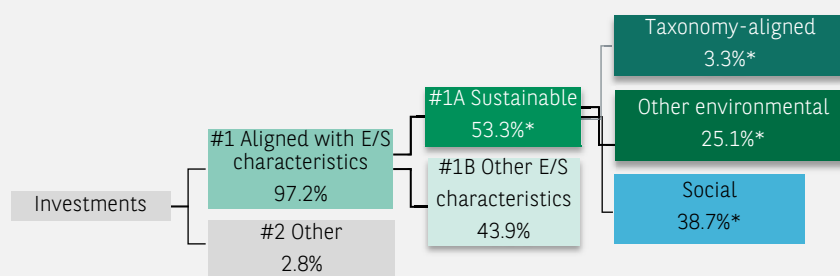 Taxonomy-aligned
3.3%*
#1A Sustainable
53.3%*
Other environmental
25.1%*
#1 Aligned with E/S
characteristics
97.2%
#1B Other E/S
characteristics
43.9%
Social
38.7%*
Investments
#2 Other
2.8%